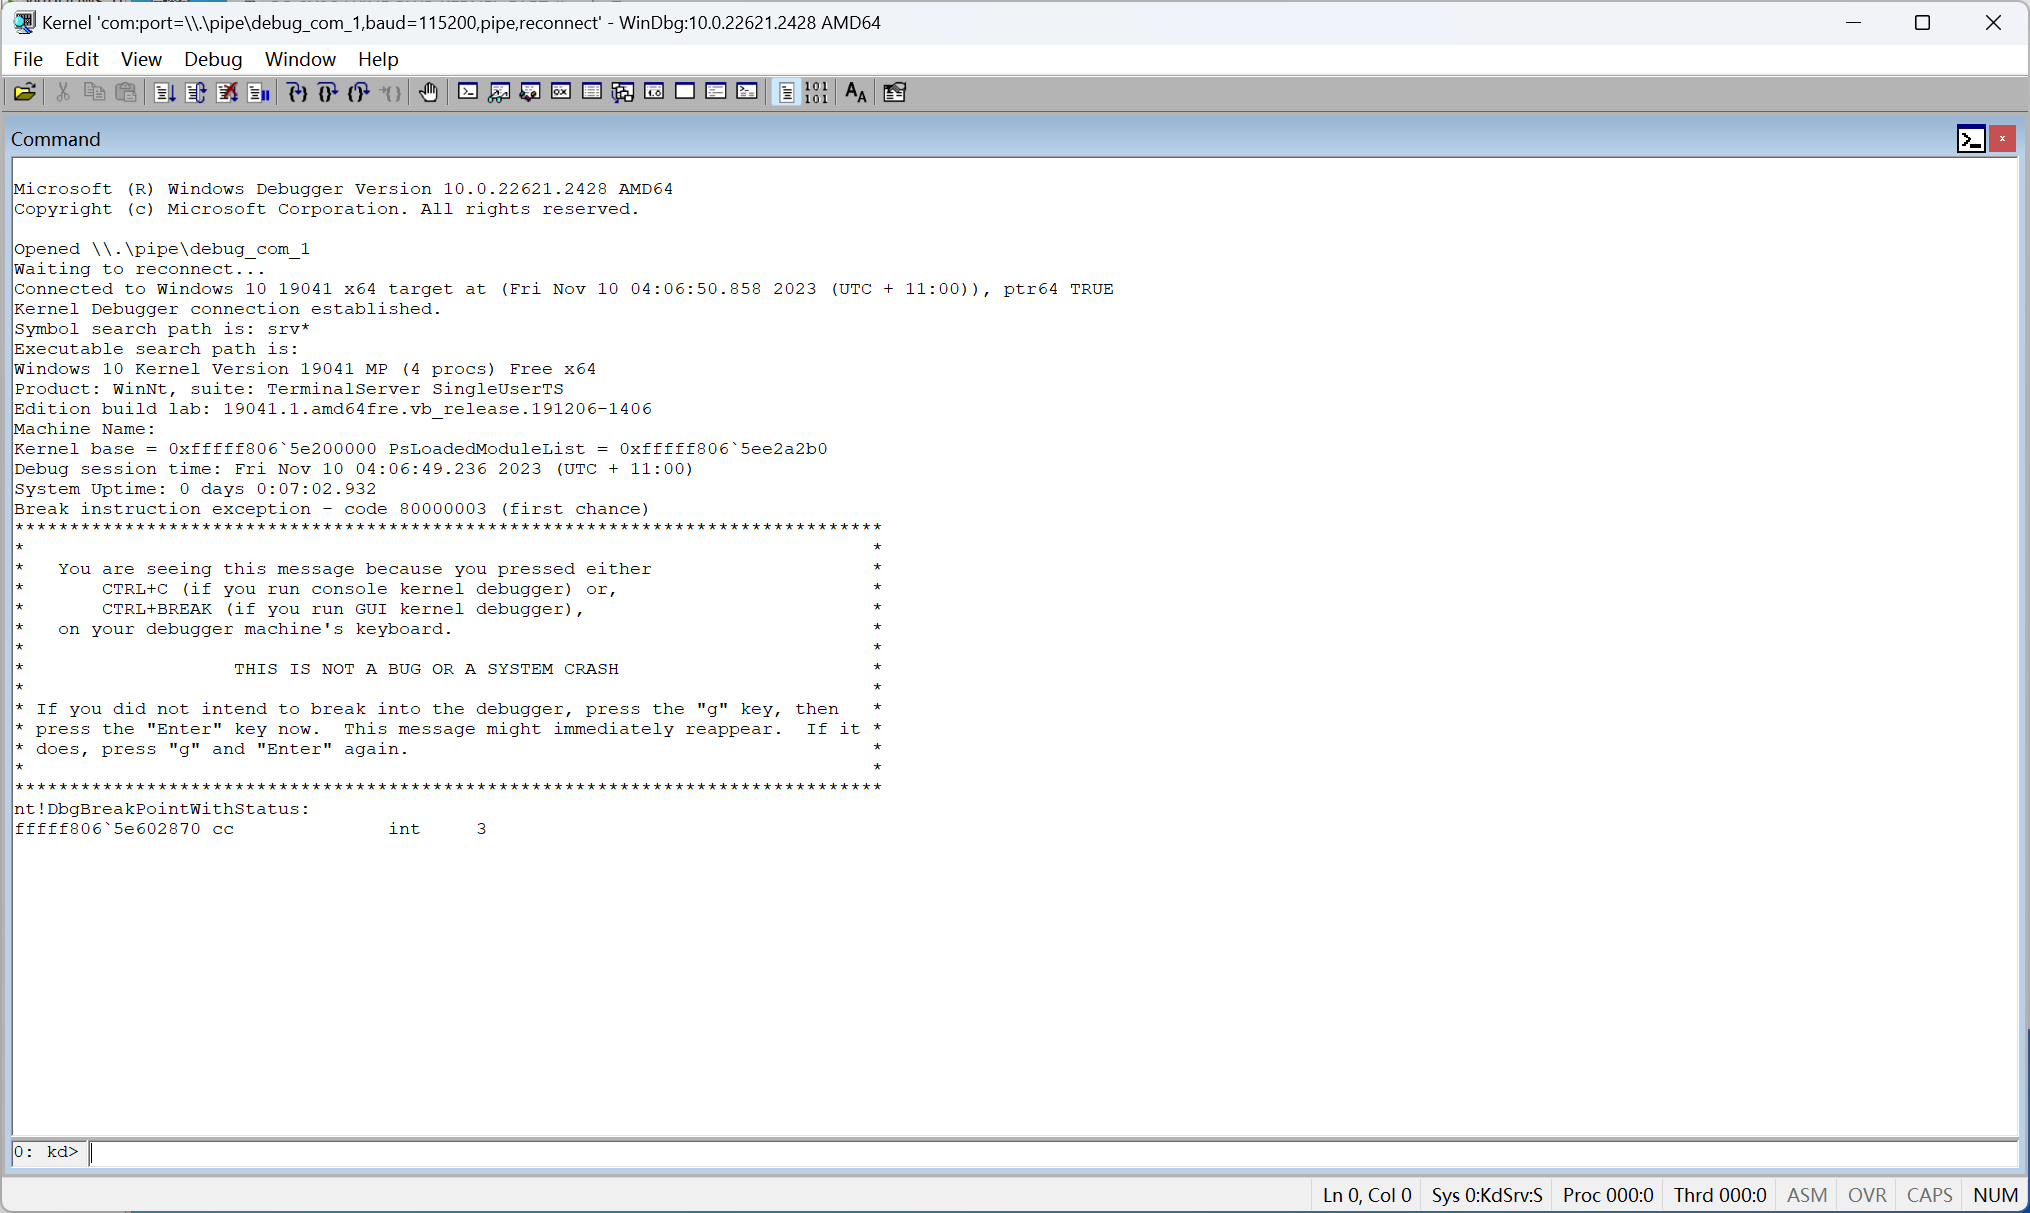 Kernel 'com:port=\\.\pipe\debug_com_1,baud=115200,pipe,reconnect' - WinDbg:10.0.22621.2428 AMD64
File Edit View Debug Window Help
101
101
AA
Command
Microsoft (R) Windows Debugger Version 10.0.22621.2428 AMD64
Copyright (c) Microsoft Corporation. All rights reserved.
Opened \\.\pipe\debug_com_1
Waiting to reconnect...
Connected to Windows 10 19041 x64 target at (Fri Nov 10 04:06:50.858 2023 (UTC + 11:00)), ptr64 TRUE
Kernel Debugger connection established.
Symbol search path is: srv*
Executable search path is:
Windows 10 Kernel Version 19041 MP (4 procs) Free x64
Product: WinNt, suite: TerminalServer SingleUserTS
Edition build lab: 19041.1.amd64fre.vb_release.191206-1406
Machine Name:
Kernel base = 0xfffff806`5e200000 PsLoadedModuleList = 0xfffff806`5ee2a2b0
Debug session time: Fri Nov 10 04:06:49.236 2023 (UTC + 11:00)
System Uptime: 0 days 0:07:02.932
Break instruction exception - code 80000003 (first chance)
*******************************************************************************
*                                                                             *
*   You are seeing this message because you pressed either                    *
*       CTRL+C (if you run console kernel debugger) or,                       *
*       CTRL+BREAK (if you run GUI kernel debugger),                          *
*   on your debugger machine's keyboard.                                      *
*                                                                             *
*                   THIS IS NOT A BUG OR A SYSTEM CRASH                       *
*                                                                             *
* If you did not intend to break into the debugger, press the "g" key, then   *
* press the "Enter" key now.  This message might immediately reappear.  If it *
* does, press "g" and "Enter" again.                                          *
*                                                                             *
*******************************************************************************
nt!DbgBreakPointWithStatus:
fffff806`5e602870 cc              int     3
0: kd>
Ln 0, Col 0 Sys 0:KdSrv:S Proc 000:0 Thrd 000:0 ASM OVR CAPS NUM